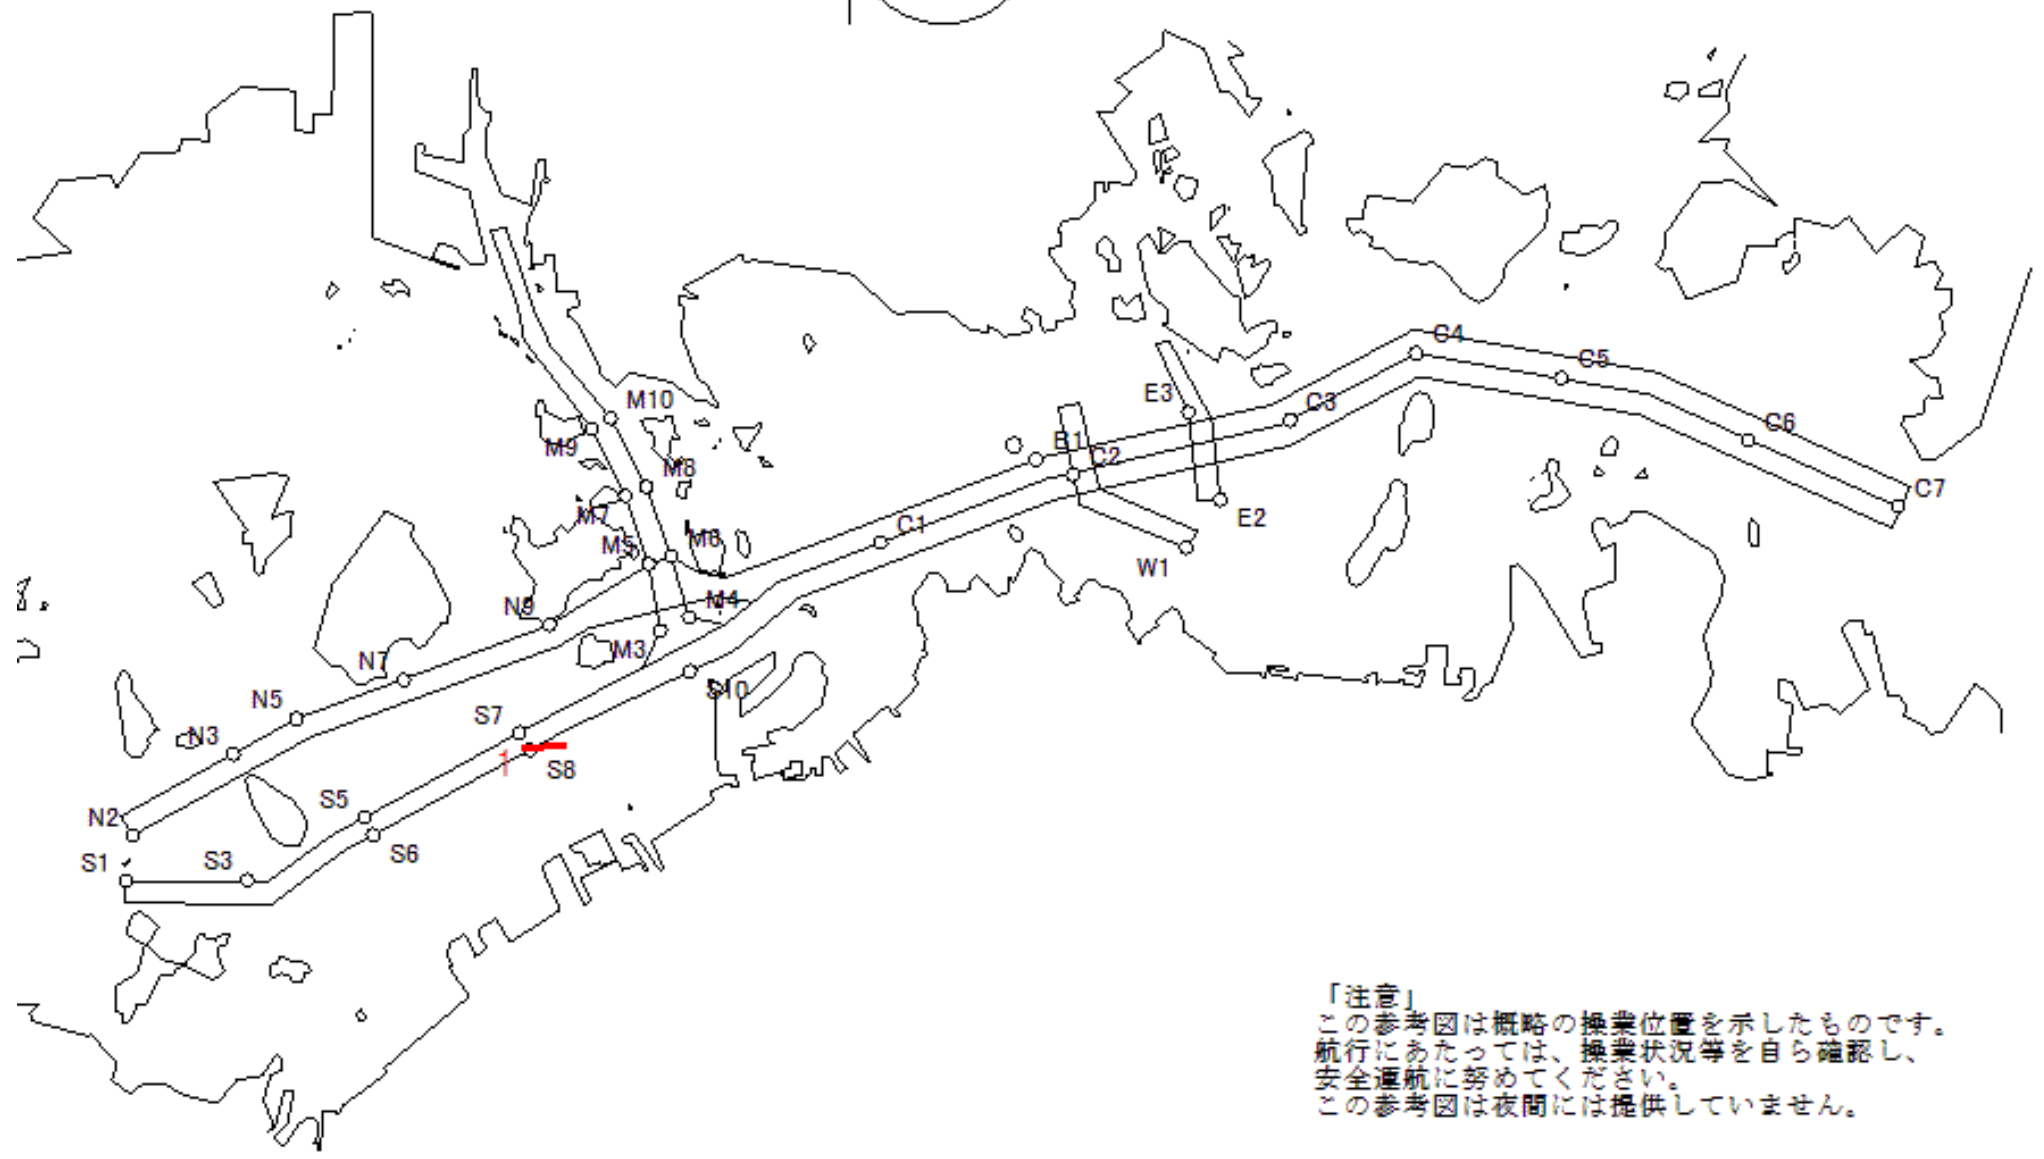 C4
C5
M10
E3
C3
C6
M9
B1
M8
C2
C7
M7
E2
C1
M5
M6
W1
N9
M4
M3
N7
S10
N5
S7
N3
1
S8
S5
N2
S6
S1
S3
「注意」
この参考図は概略の操業位置を示したものです。
航行にあたっては、操業状況等を自ら確認し、
安全運航に努めてください。
この参考図は夜間には提供していません。